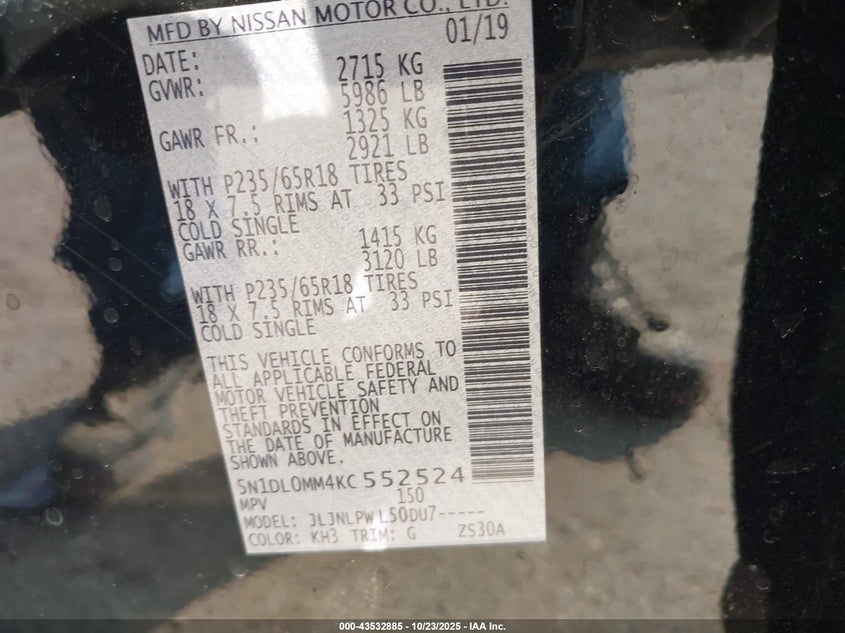 MFD BY NISSAN MOTOR CO., LTD.
DATE: 01/19
GVWR: 2715 KG
5986 LB
GAWR FR.: 1325 KG
2921 LB
WITH P235/65R18 TIRES
18 X 7.5 RIMS AT 33 PSI
COLD SINGLE
GAWR RR.: 1415 KG
3120 LB
WITH P235/65R18 TIRES
18 X 7.5 RIMS AT 33 PSI
COLD SINGLE
THIS VEHICLE CONFORMS TO
ALL APPLICABLE FEDERAL
MOTOR VEHICLE SAFETY AND
THEFT PREVENTION
STANDARDS IN EFFECT ON
THE DATE OF MANUFACTURE
SHOWN ABOVE.
5N1DL0MM4KC552524
MPV 150
MODEL: JLJNLPW L50DU7-----
COLOR: KH3 TRIM: G ZS30A
000-43532885 - 10/23/2025 - IAA Inc.